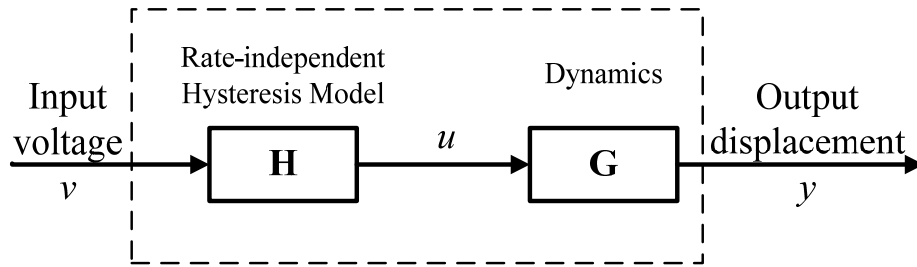 Rate-independent
Hysteresis Model
Dynamics
Input
voltage
v
H
u
G
Output
displacement
y